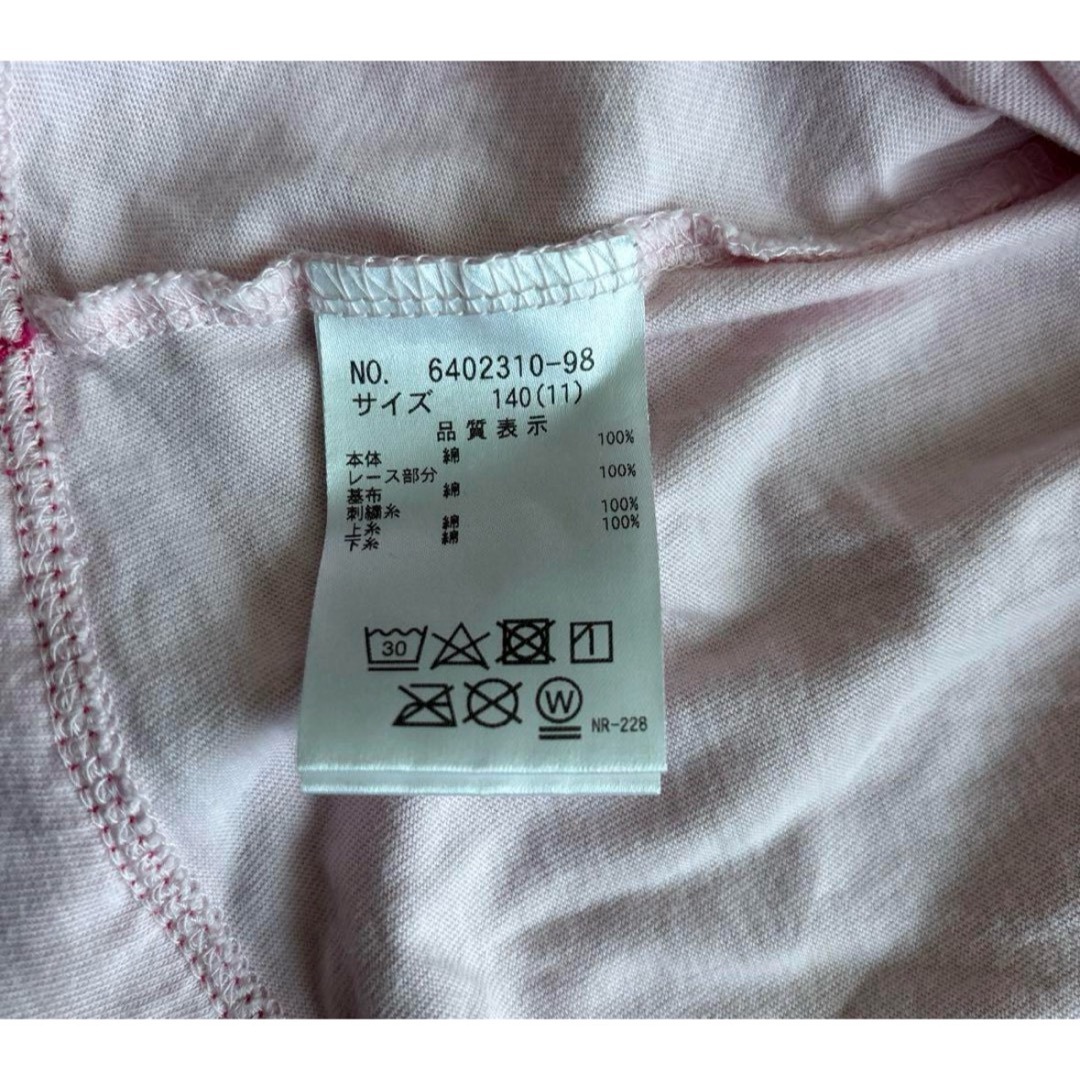 NO. 6402310-98
サイズ 140(11)
品質表示
本体 綿 100%
レース部分
基布 綿 100%
刺繍糸
上糸 綿 100%
下糸 綿 100%
30
W
NR-228